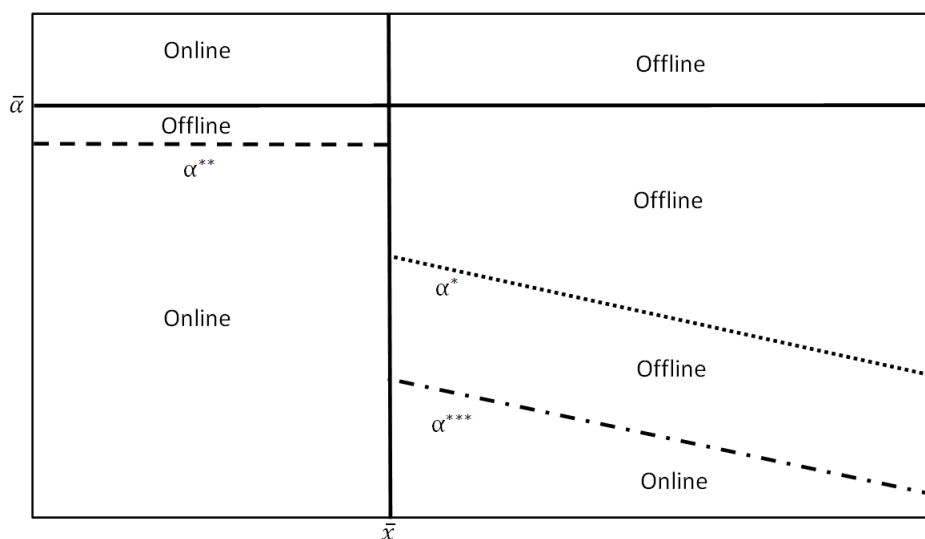 Online
Offline
ᾱ
Offline
α**
Offline
α*
Online
Offline
α***
Online
x̄